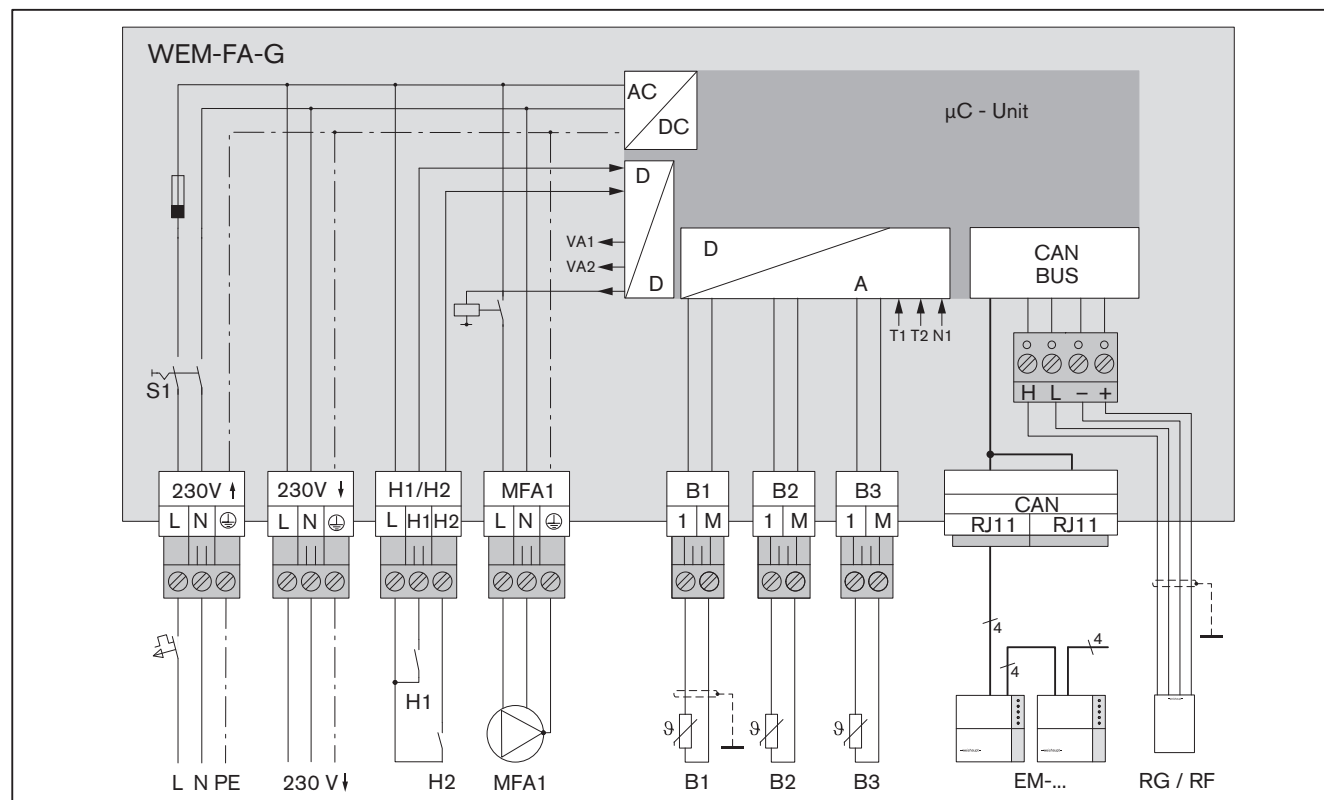 WEM-FA-G
AC
DC
µC - Unit
D
D
VA1
VA2
D
A
T1 T2 N1
CAN
BUS
S1
H L − +
230V
L N
230V
L N
H1/H2
L H1 H2
MFA1
L N
B1
1 M
B2
1 M
B3
1 M
CAN
RJ11 RJ11
4
4
4
H1
ϑ
ϑ
ϑ
L N PE
230 V
H2
MFA1
B1
B2
B3
EM-...
RG / RF